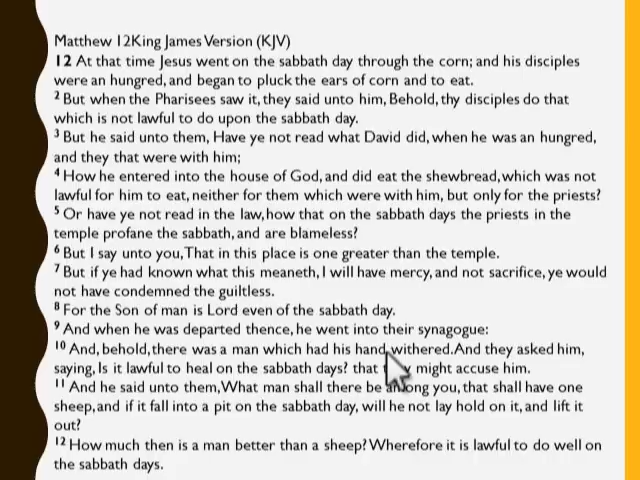 Matthew 12King James Version (KJV)
12 At that time Jesus went on the sabbath day through the corn; and his disciples
were an hungred, and began to pluck the ears of corn and to eat.
2 But when the Pharisees saw it, they said unto him, Behold, thy disciples do that
which is not lawful to do upon the sabbath day.
3 But he said unto them, Have ye not read what David did, when he was an hungred,
and they that were with him;
4 How he entered into the house of God, and did eat the shewbread, which was not
lawful for him to eat, neither for them which were with him, but only for the priests?
5 Or have ye not read in the law, how that on the sabbath days the priests in the
temple profane the sabbath, and are blameless?
6 But I say unto you, That in this place is one greater than the temple.
7 But if ye had known what this meaneth, I will have mercy, and not sacrifice, ye would
not have condemned the guiltless.
8 For the Son of man is Lord even of the sabbath day.
9 And when he was departed thence, he went into their synagogue:
10 And, behold, there was a man which had his hand withered. And they asked him,
saying, Is it lawful to heal on the sabbath days? that they might accuse him.
11 And he said unto them, What man shall there be among you, that shall have one
sheep, and if it fall into a pit on the sabbath day, will he not lay hold on it, and lift it
out?
12 How much then is a man better than a sheep? Wherefore it is lawful to do well on
the sabbath days.